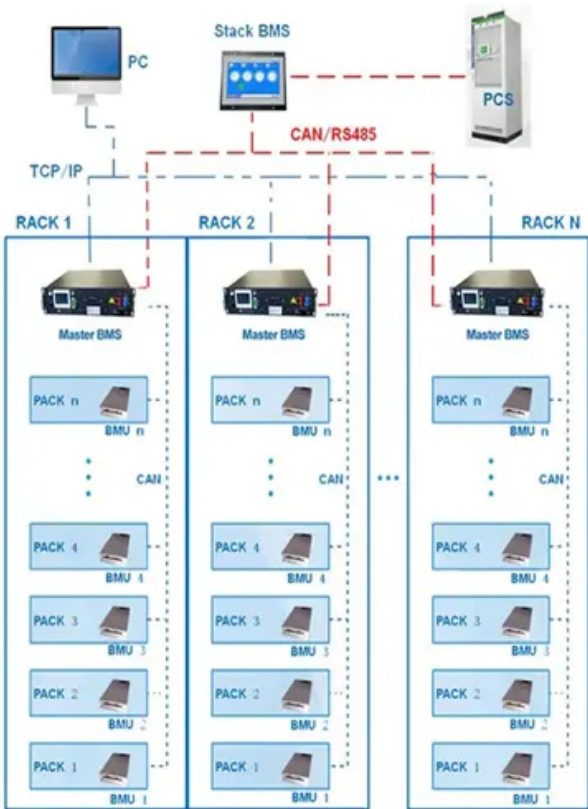 Stack BMS
PC
PCS
CAN/RS485
TCP/IP
RACK 1
RACK 2
RACK N
Master BMS
Master BMS
Master BMS
PACK n
BMU n
PACK n
BMU n
PACK n
BMU n
CAN
CAN
CAN
PACK 4
BMU 4
PACK 4
BMU 4
PACK 4
BMU 4
PACK 3
BMU 3
PACK 3
BMU 3
PACK 3
BMU 3
PACK 2
BMU 2
PACK 2
BMU 2
PACK 2
BMU 2
PACK 1
BMU 1
PACK 1
BMU 1
PACK 1
BMU 1